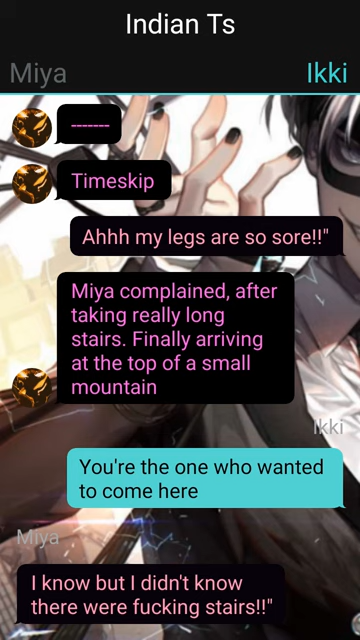 Indian Ts
Miya
Ikki
-------
Timeskip
Ahhh my legs are so sore!!"
Miya complained, after
taking really long
stairs. Finally arriving
at the top of a small
mountain
Ikki
You're the one who wanted
to come here
Miya
I know but I didn't know
there were fucking stairs!!"